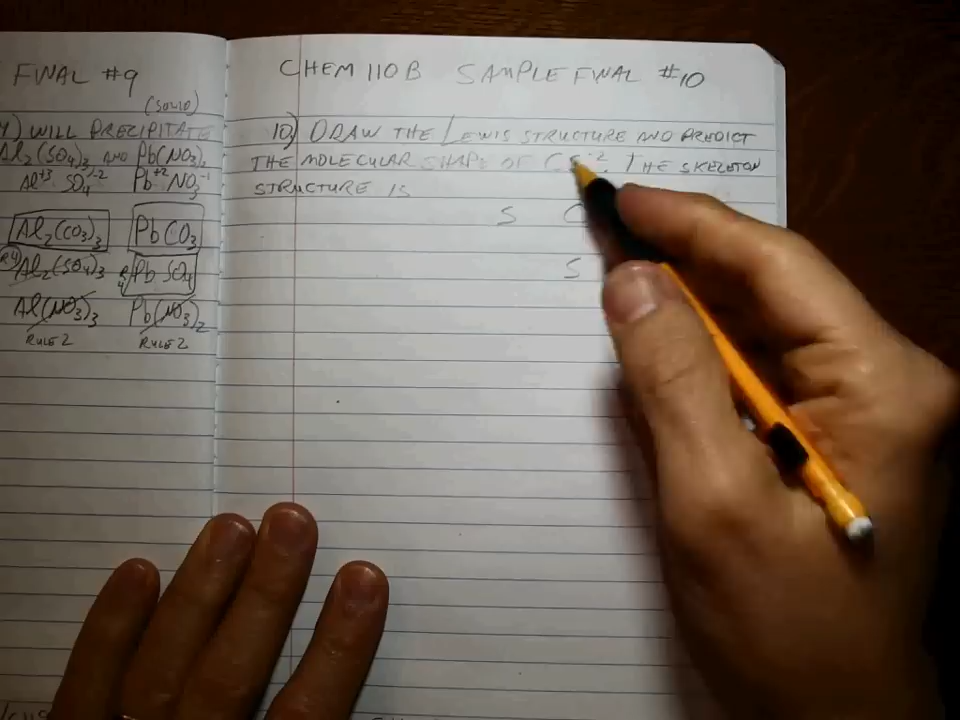 FINAL #9
(SOLID)
WILL PRECIPITATE
Al₂(SO₄)₃ AND Pb(NO₃)₂
Al⁺³ SO₄⁻² Pb⁺² NO₃⁻¹
Al₂(CO₃)₃ PbCO₃
Al₂(SO₄)₃ PbSO₄
Al(NO₃)₃ Pb(NO₃)₂
RULE 2 RULE 2
CHEM 110B SAMPLE FINAL #10
10) DRAW THE LEWIS STRUCTURE AND PREDICT
THE MOLECULAR SHAPE OF THE SKELETON
STRUCTURE IS
S C
S